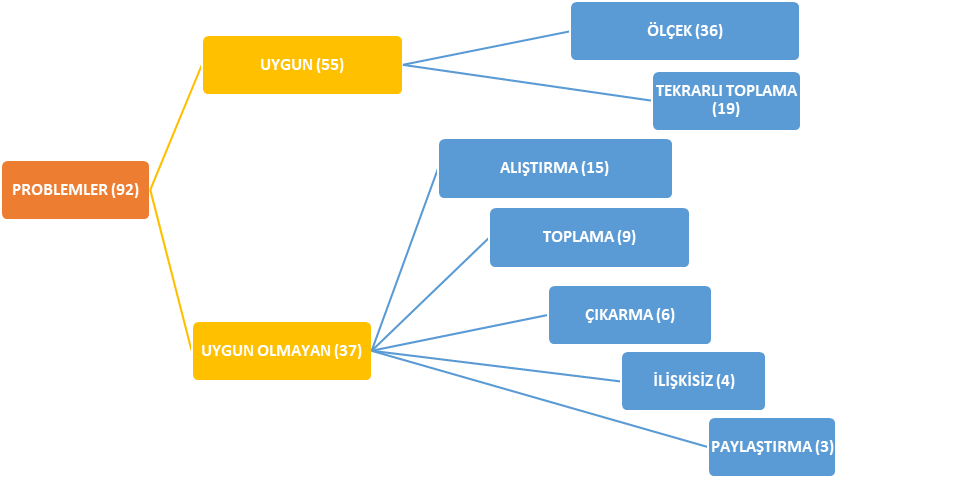 PROBLEMLER (92)
UYGUN (55)
ÖLÇEK (36)
TEKRARLI TOPLAMA
(19)
UYGUN OLMAYAN (37)
ALIŞTIRMA (15)
TOPLAMA (9)
ÇIKARMA (6)
İLİŞKİSİZ (4)
PAYLAŞTIRMA (3)